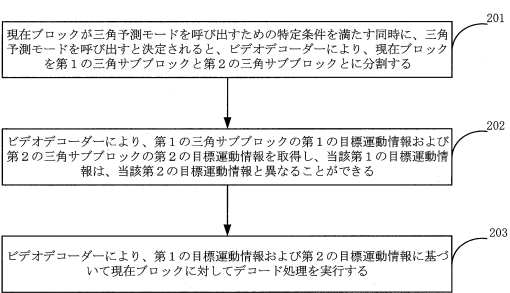 201
現在ブロックが三角予測モードを呼び出すための特定条件を満たす同時に、三角
予測モードを呼び出すと決定されると、ビデオデコーダーにより、現在ブロック
を第１の三角サブブロックと第２の三角サブブロックとに分割する
202
ビデオデコーダーにより、第１の三角サブブロックの第１の目標運動情報および
第２の三角サブブロックの第２の目標運動情報を取得し、当該第１の目標運動情
報は、当該第２の目標運動情報と異なることができる
203
ビデオデコーダーにより、第１の目標運動情報および第２の目標運動情報に基づ
いて現在ブロックに対してデコード処理を実行する